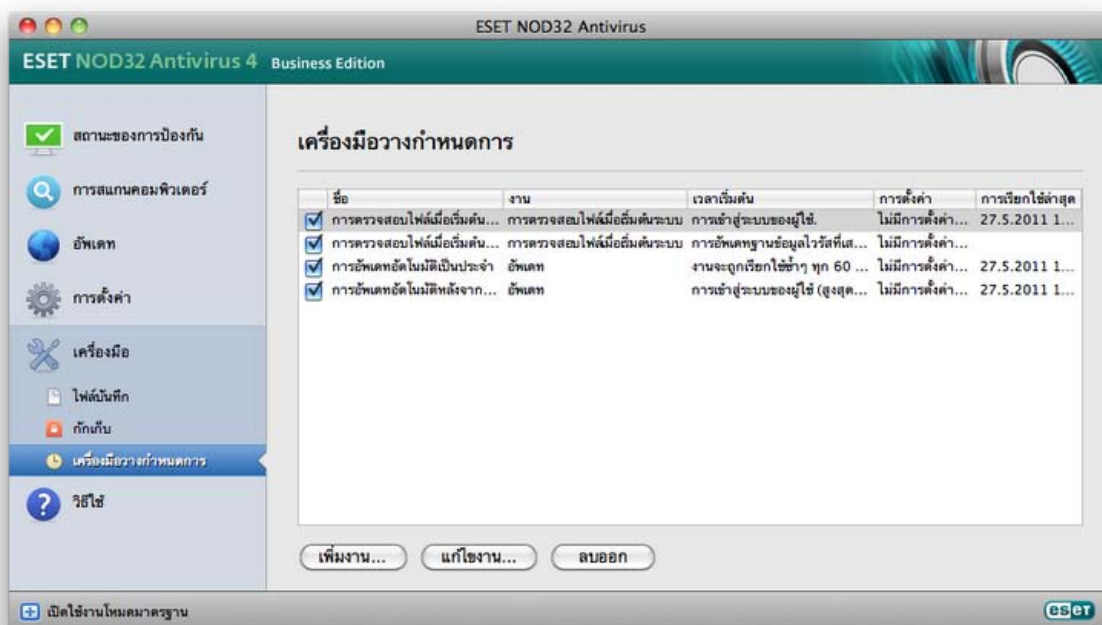 ESET NOD32 Antivirus
ESET NOD32 Antivirus 4 Business Edition
สถานะของการป้องกัน
การสแกนคอมพิวเตอร์
อัพเดท
การตั้งค่า
เครื่องมือ
ไฟล์บันทึก
กักเก็บ
เครื่องมือวางกำหนดการ
วิธีใช้
เครื่องมือวางกำหนดการ
ชื่อ งาน เวลาเริ่มต้น การตั้งค่า การเรียกใช้ล่าสุด
การตรวจสอบไฟล์เมื่อเริ่มต้น... การตรวจสอบไฟล์เมื่อเริ่มต้นระบบ การเข้าสู่ระบบของผู้ใช้. ไม่มีการตั้งค่า... 27.5.2011 1...
การตรวจสอบไฟล์เมื่อเริ่มต้น... การตรวจสอบไฟล์เมื่อเริ่มต้นระบบ การอัพเดทฐานข้อมูลไวรัสที่เส... ไม่มีการตั้งค่า...
การอัพเดทอัตโนมัติเป็นประจำ อัพเดท งานจะถูกเรียกใช้ซ้ำๆ ทุก 60 ... ไม่มีการตั้งค่า... 27.5.2011 1...
การอัพเดทอัตโนมัติหลังจาก... อัพเดท การเข้าสู่ระบบของผู้ใช้ (สูงสุด... ไม่มีการตั้งค่า... 27.5.2011 1...
เพิ่มงาน... แก้ไขงาน... ลบออก
เปิดใช้งานโหมดมาตรฐาน
eseT